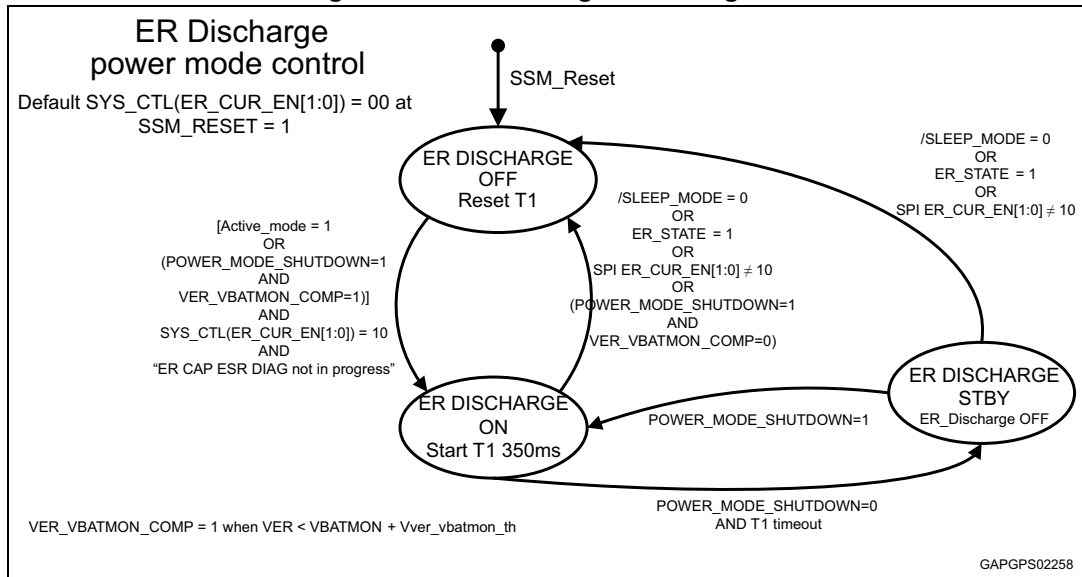 ER Discharge
power mode control
Default SYS_CTL(ER_CUR_EN[1:0]) = 00 at
SSM_RESET = 1
SSM_Reset
ER DISCHARGE
OFF
Reset T1
/SLEEP_MODE = 0
OR
ER_STATE = 1
OR
SPI ER_CUR_EN[1:0] ≠ 10
[Active_mode = 1
OR
(POWER_MODE_SHUTDOWN=1
AND
VER_VBATMON_COMP=1)]
AND
SYS_CTL(ER_CUR_EN[1:0]) = 10
AND
“ER CAP ESR DIAG not in progress”
/SLEEP_MODE = 0
OR
ER_STATE = 1
OR
SPI ER_CUR_EN[1:0] ≠ 10
OR
(POWER_MODE_SHUTDOWN=1
AND
VER_VBATMON_COMP=0)
ER DISCHARGE
ON
Start T1 350ms
POWER_MODE_SHUTDOWN=1
ER DISCHARGE
STBY
ER_Discharge OFF
POWER_MODE_SHUTDOWN=0
AND T1 timeout
VER_VBATMON_COMP = 1 when VER < VBATMON + Vver_vbatmon_th
GAPGPS02258